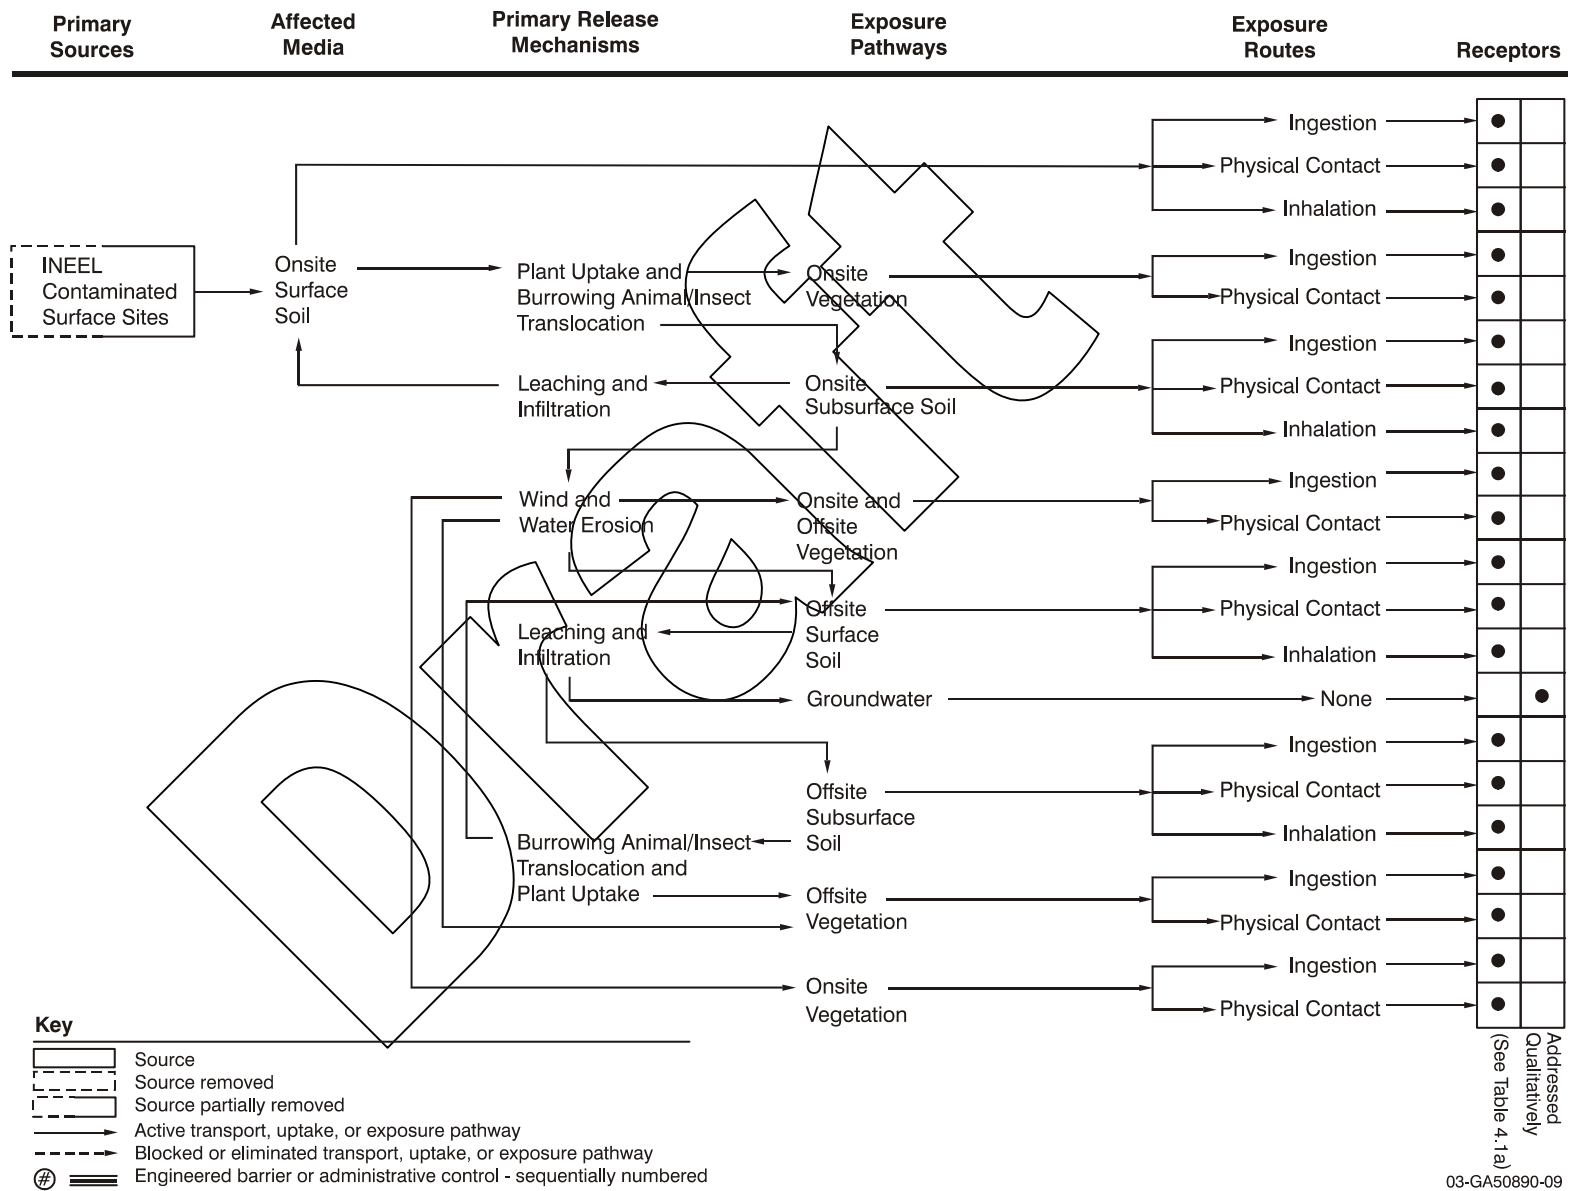 Primary
Sources
Affected
Media
Primary Release
Mechanisms
Exposure
Pathways
Exposure
Routes
Receptors
INEEL
Contaminated
Surface Sites
Onsite
Surface
Soil
Plant Uptake and
Burrowing Animal/Insect
Translocation
Leaching and
Infiltration
Wind and
Water Erosion
Leaching and
Infiltration
Burrowing Animal/Insect
Translocation and
Plant Uptake
Onsite
Vegetation
Onsite
Subsurface Soil
Onsite and
Offsite
Vegetation
Offsite
Surface
Soil
Groundwater
Offsite
Subsurface
Soil
Offsite
Vegetation
Onsite
Vegetation
Ingestion
Physical Contact
Inhalation
Ingestion
Physical Contact
Ingestion
Physical Contact
Inhalation
Ingestion
Physical Contact
Ingestion
Physical Contact
Inhalation
None
Ingestion
Physical Contact
Inhalation
Ingestion
Physical Contact
Ingestion
Physical Contact
(See Table 4.1a)
Addressed
Qualitatively
Draft
Key
Source
Source removed
Source partially removed
Active transport, uptake, or exposure pathway
Blocked or eliminated transport, uptake, or exposure pathway
# Engineered barrier or administrative control - sequentially numbered
03-GA50890-09